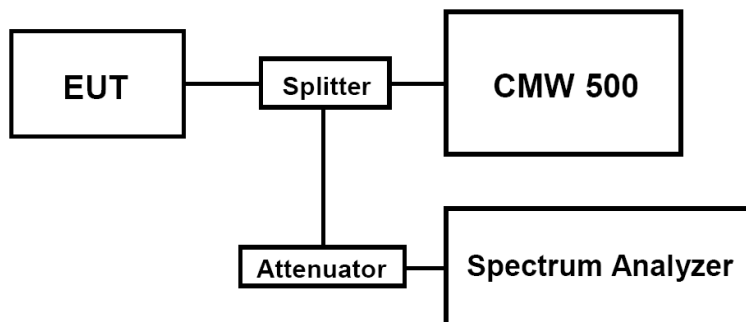 EUT
Splitter
CMW 500
Attenuator
Spectrum Analyzer